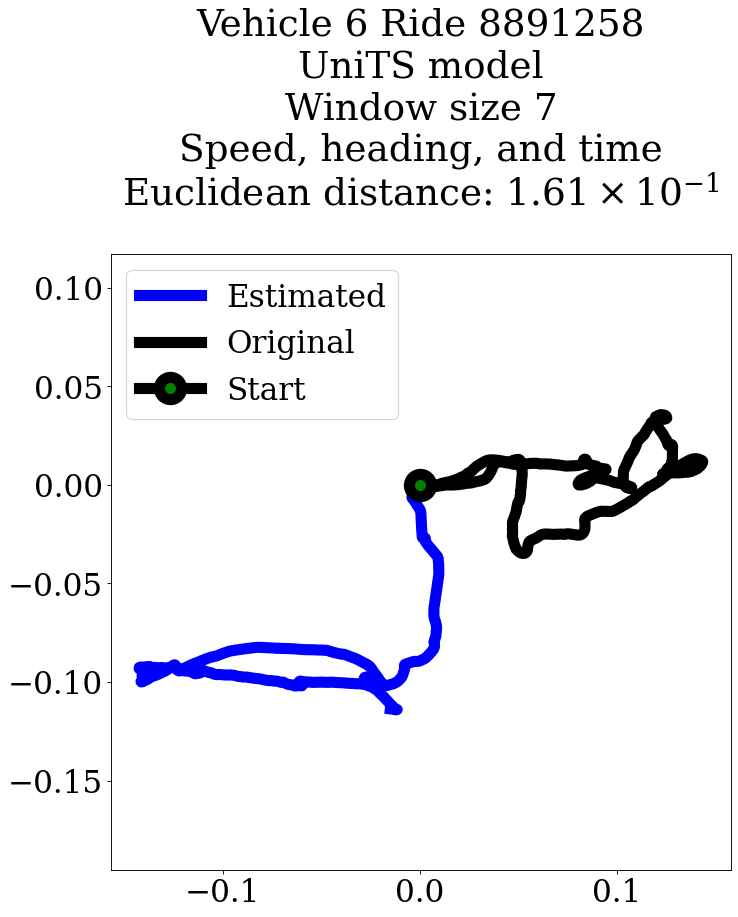 Vehicle 6 Ride 8891258
UniTS model
Window size 7
Speed, heading, and time
Euclidean distance: 1.61 × 10⁻¹
Estimated
Original
Start
0.10
0.05
0.00
−0.05
−0.10
−0.15
−0.1
0.0
0.1